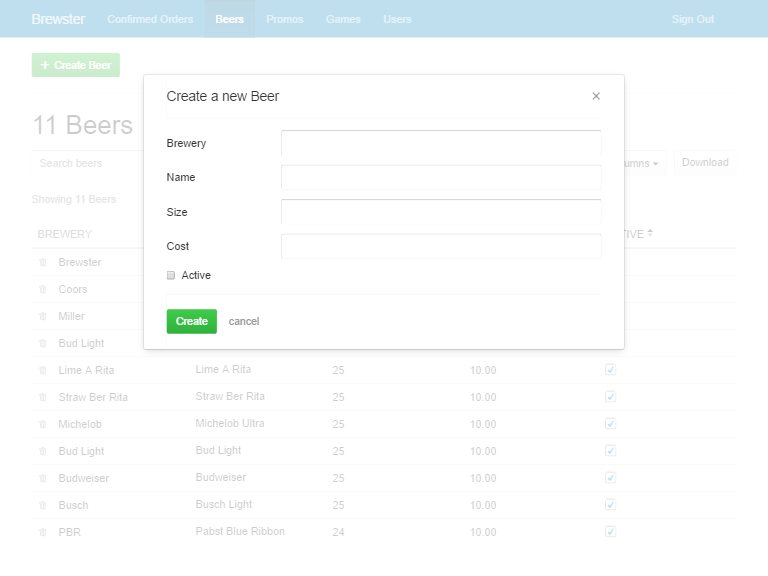 Brewster Confirmed Orders Beers Promos Games Users Sign Out
+ Create Beer
Create a new Beer ×
11 Beers
Brewery
Search beers umns Download
Name
Showing 11 Beers
Size
BREWERY TIVE
Cost
Brewster
Active
Coors
Miller
Create cancel
Bud Light
Lime A Rita Lime A Rita 25 10.00
Straw Ber Rita Straw Ber Rita 25 10.00
Michelob Michelob Ultra 25 10.00
Bud Light Bud Light 25 10.00
Budweiser Budweiser 25 10.00
Busch Busch Light 25 10.00
PBR Pabst Blue Ribbon 24 10.00